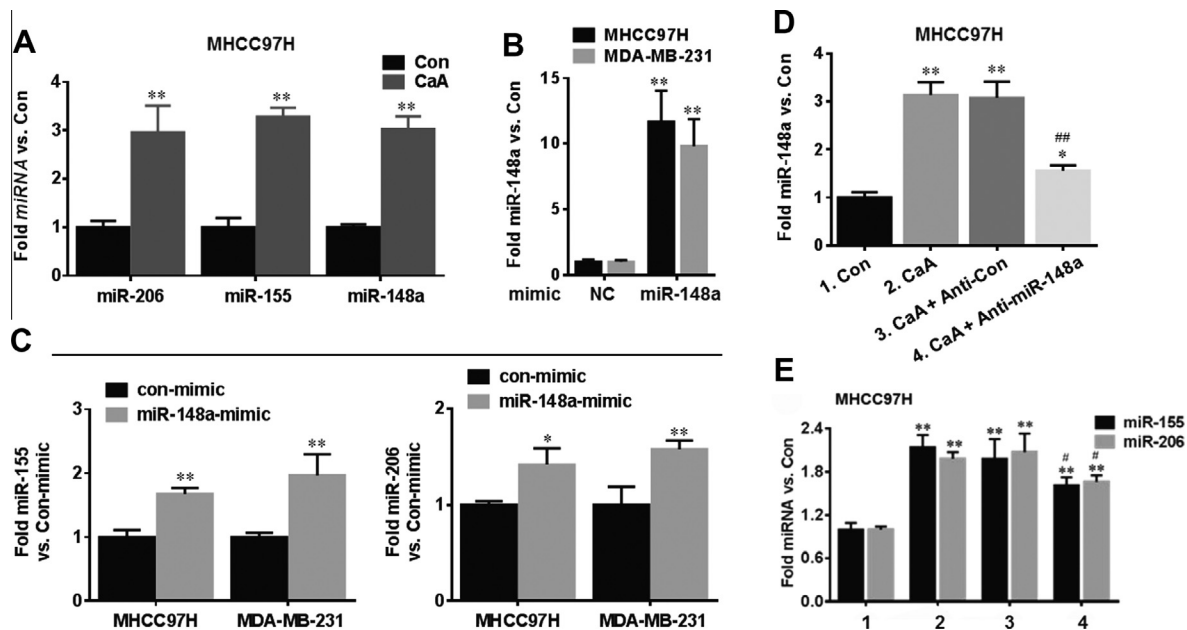 A
MHCC97H
Con
CaA
Fold miRNA vs. Con
4
3
2
1
0
** ** **
miR-206 miR-155 miR-148a
B
MHCC97H
MDA-MB-231
Fold miR-148a vs. Con
15
10
5
0
** **
mimic NC miR-148a
D
MHCC97H
Fold miR-148a vs. Con
4
3
2
1
0
** ** ## *
1. Con
2. CaA
3. CaA + Anti-Con
4. CaA + Anti-miR-148a
C
con-mimic
miR-148a-mimic
Fold miR-155
vs. Con-mimic
3
2
1
0
** **
MHCC97H MDA-MB-231
con-mimic
miR-148a-mimic
Fold miR-206
vs. Con-mimic
2
1
0
* **
MHCC97H MDA-MB-231
E
MHCC97H
miR-155
miR-206
Fold miRNA vs. Con
2.4
1.8
1.2
0.6
0.0
** ** ** ** # #
** **
1 2 3 4